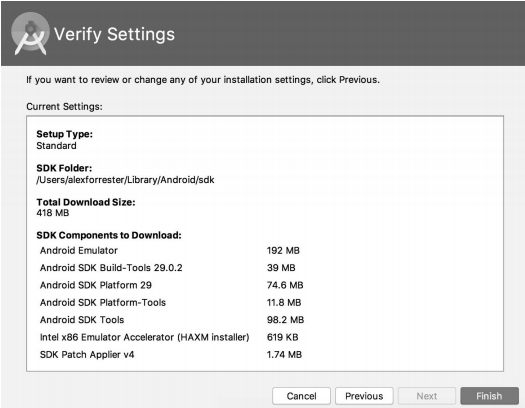 Verify Settings
If you want to review or change any of your installation settings, click Previous.
Current Settings:
Setup Type:
Standard
SDK Folder:
/Users/alexforrester/Library/Android/sdk
Total Download Size:
418 MB
SDK Components to Download:
Android Emulator 192 MB
Android SDK Build-Tools 29.0.2 39 MB
Android SDK Platform 29 74.6 MB
Android SDK Platform-Tools 11.8 MB
Android SDK Tools 98.2 MB
Intel x86 Emulator Accelerator (HAXM installer) 619 KB
SDK Patch Applier v4 1.74 MB
Cancel Previous Next Finish